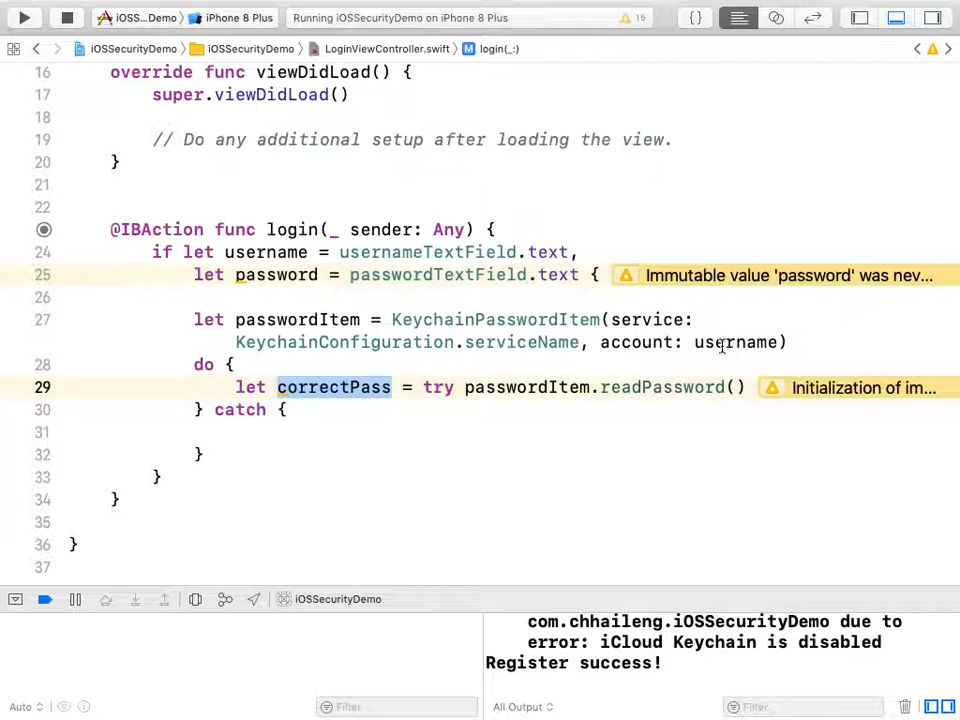 iOSS...Demo iPhone 8 Plus Running iOSSecurityDemo on iPhone 8 Plus 15 {}
iOSSecurityDemo iOSSecurityDemo LoginViewController.swift M login(_:)
16 override func viewDidLoad() {
17 super.viewDidLoad()
18
19 // Do any additional setup after loading the view.
20 }
21
22
@IBAction func login(_ sender: Any) {
24 if let username = usernameTextField.text,
25 let password = passwordTextField.text { Immutable value 'password' was nev...
26
27 let passwordItem = KeychainPasswordItem(service:
KeychainConfiguration.serviceName, account: username)
28 do {
29 let correctPass = try passwordItem.readPassword() Initialization of im...
30 } catch {
31
32 }
33 }
34 }
35
36 }
37
iOSSecurityDemo
com.chhaileng.iOSSecurityDemo due to
error: iCloud Keychain is disabled
Register success!
Auto Filter All Output Filter